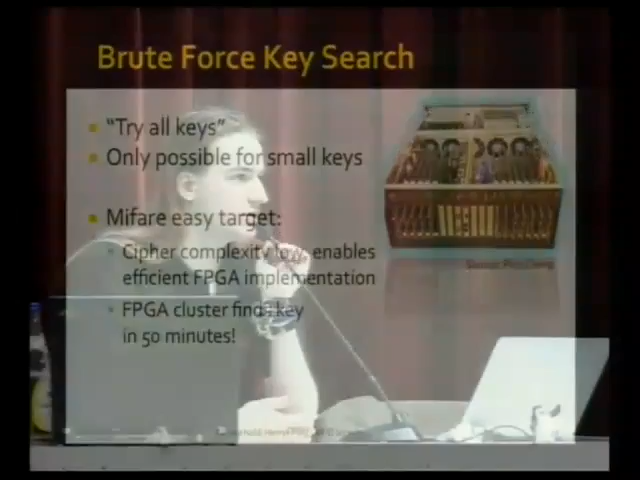 Brute Force Key Search
"Try all keys"
Only possible for small keys
Mifare easy target:
Cipher complexity low, enables
efficient FPGA implementation
FPGA cluster finds key
in 50 minutes!